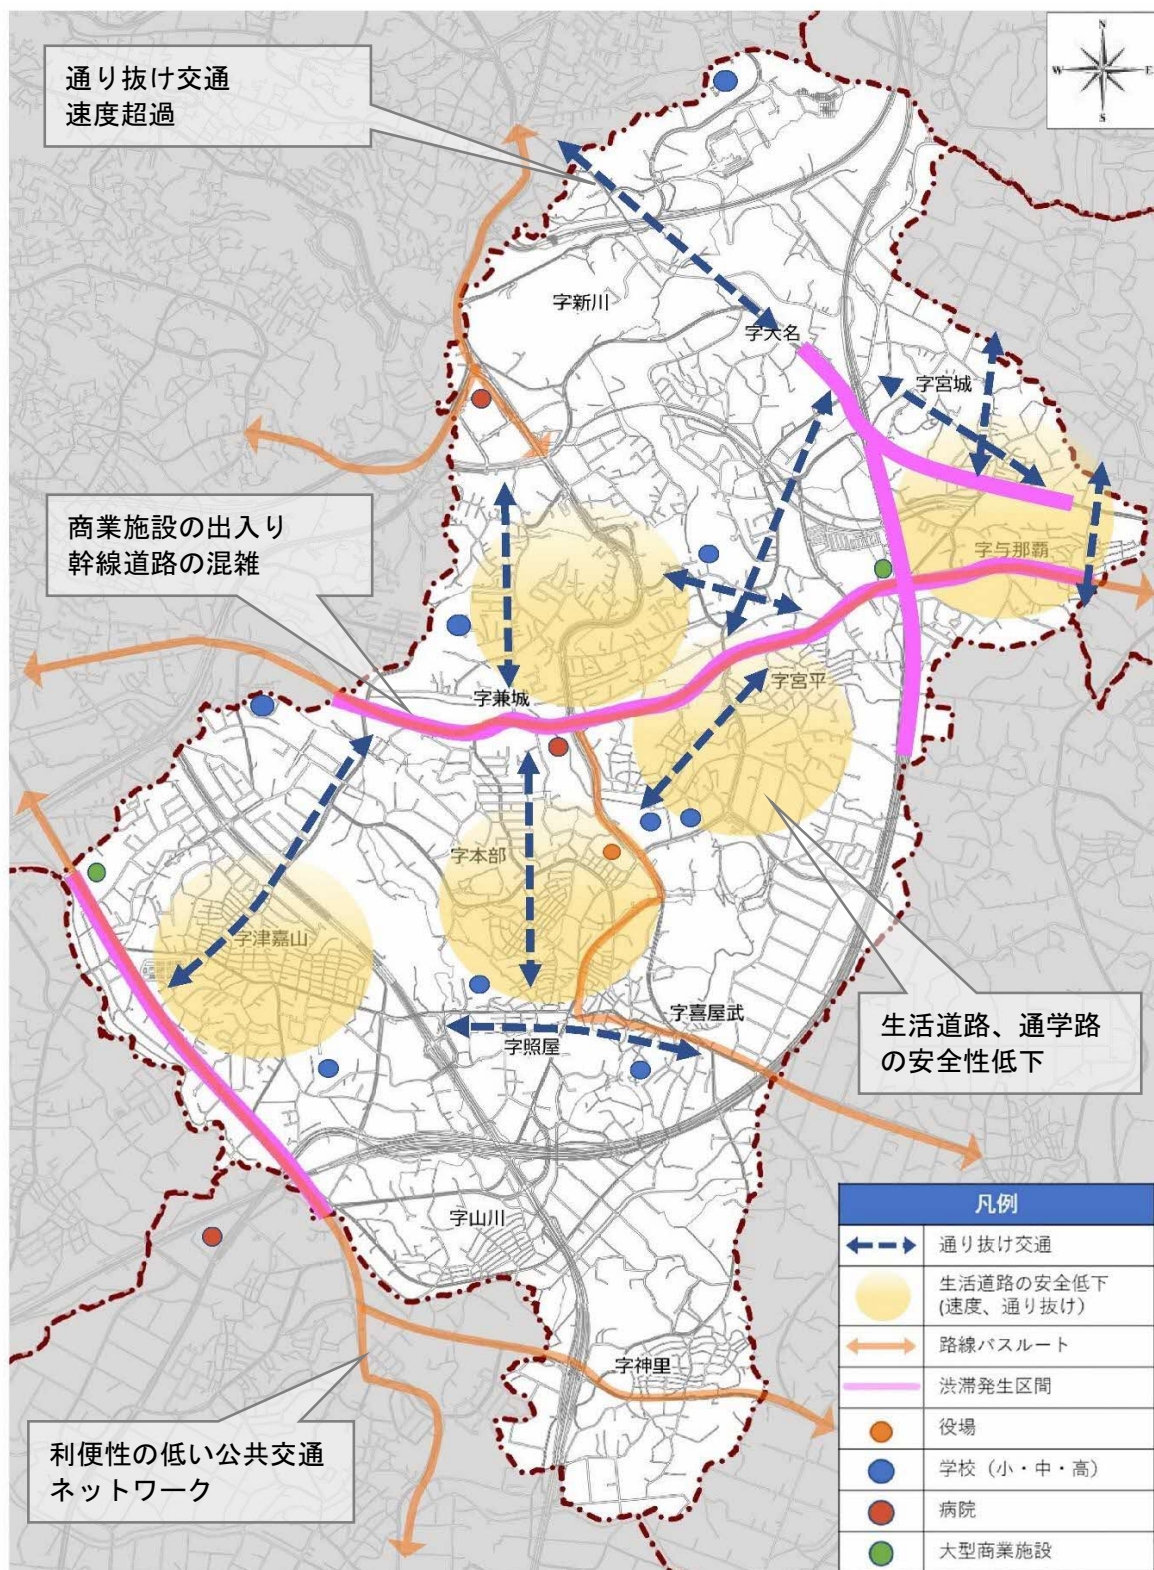 N
W
E
S
通り抜け交通
速度超過
字新川
字大名
字宮城
商業施設の出入り
幹線道路の混雑
字与那覇
字宮平
字兼城
字本部
字津嘉山
字喜屋武
字照屋
生活道路、通学路
の安全性低下
字山川
字神里
利便性の低い公共交通
ネットワーク
凡例
通り抜け交通
生活道路の安全低下
(速度、通り抜け)
路線バスルート
渋滞発生区間
役場
学校（小・中・高）
病院
大型商業施設